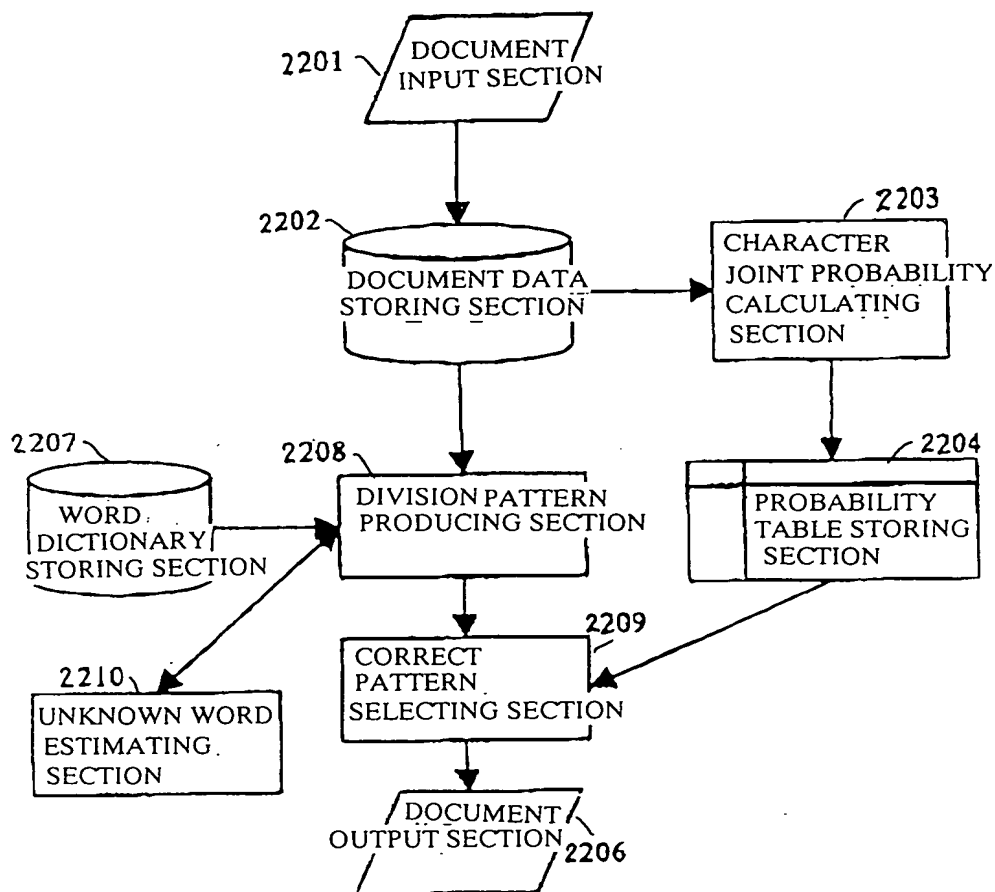 2201
DOCUMENT
INPUT SECTION
2202
DOCUMENT DATA
STORING SECTION
2203
CHARACTER
JOINT PROBABILITY
CALCULATING
SECTION
2207
WORD
DICTIONARY
STORING SECTION
2208
DIVISION PATTERN
PRODUCING SECTION
2204
PROBABILITY
TABLE STORING
SECTION
2210
UNKNOWN WORD
ESTIMATING
SECTION
2209
CORRECT
PATTERN
SELECTING SECTION
DOCUMENT
OUTPUT SECTION
2206